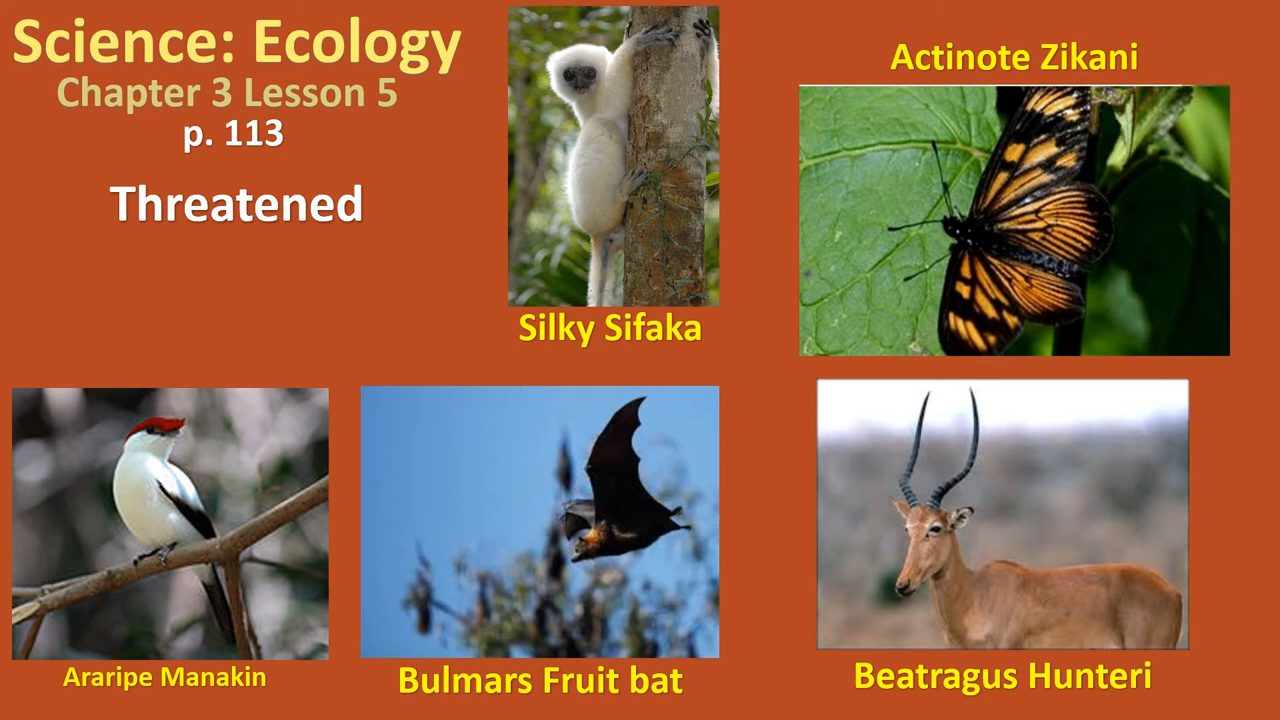 Science: Ecology
Chapter 3 Lesson 5
p. 113
Threatened
Silky Sifaka
Actinote Zikani
Araripe Manakin
Bulmars Fruit bat
Beatragus Hunteri